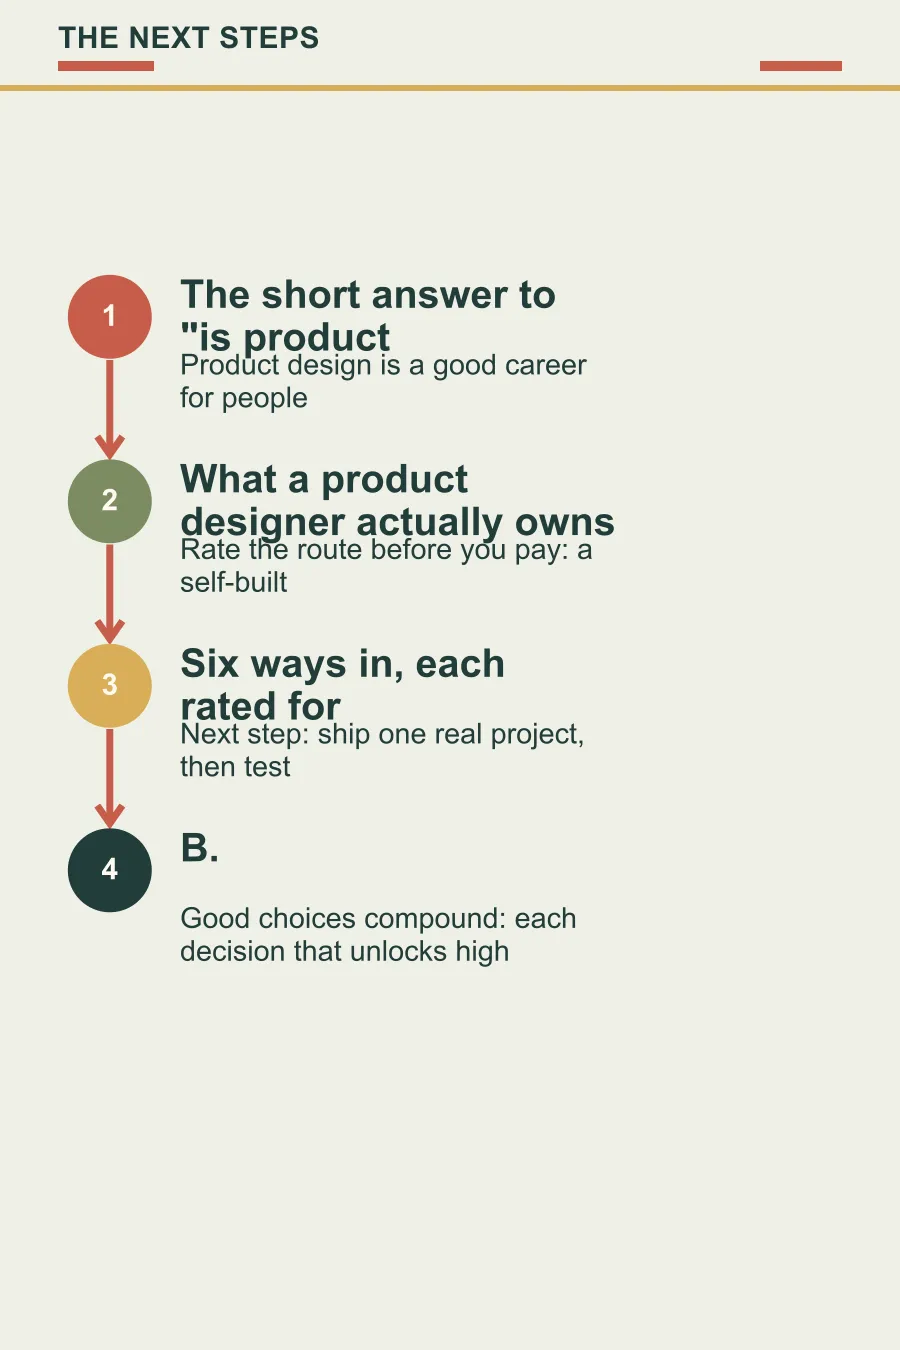 THE NEXT STEPS
1
The short answer to
"is product
Product design is a good career
for people
2
What a product
designer actually owns
Rate the route before you pay: a
self-built
3
Six ways in, each
rated for
Next step: ship one real project,
then test
4
B.
Good choices compound: each
decision that unlocks high